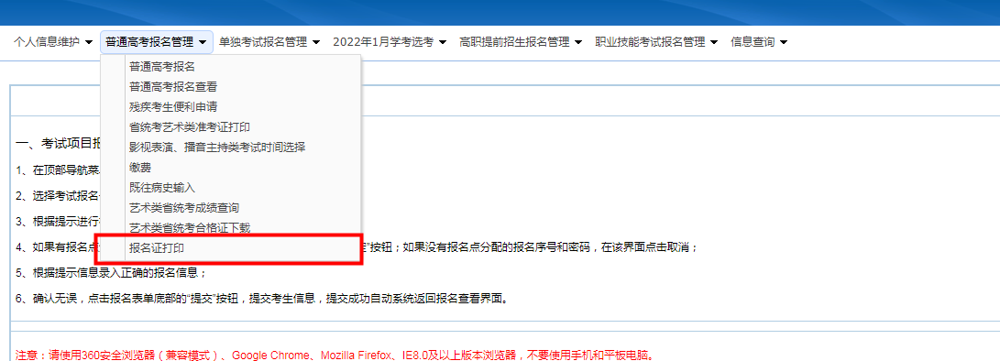 个人信息维护 普通高考报名管理 单独考试报名管理 2022年1月学考选考 高职提前招生报名管理 职业技能考试报名管理 信息查询
普通高考报名
普通高考报名查看
残疾考生便利申请
省统考艺术类准考证打印
影视表演、播音主持类考试时间选择
缴费
既往病史输入
艺术类省统考成绩查询
艺术类省统考合格证下载
报名证打印
一、考试项目报
1、在顶部导航菜
2、选择考试报名
3、根据提示进行
4、如果有报名点 ”按钮；如果没有报名点分配的报名序号和密码，在该界面点击取消；
5、根据提示信息录入正确的报名信息；
6、确认无误，点击报名表单底部的“提交”按钮，提交考生信息，提交成功自动系统返回报名查看界面。
注意：请使用360安全浏览器（兼容模式）、Google Chrome、Mozilla Firefox、IE8.0及以上版本浏览器，不要使用手机和平板电脑。